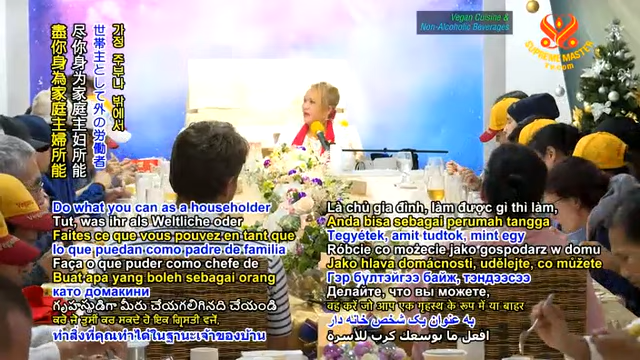 Vegan Cuisine &
Non-Alcoholic Beverages
SUPREME MASTER
TV.com
가정 주부나 밖에서
世帯主として外の労働者
尽你身为家庭主妇所能
盡你身為家庭主婦所能
Do what you can as a householder
Tut, was ihr als Weltliche oder
Faites ce que vous pouvez en tant que
lo que puedan como padre de familia
Faça o que puder como chefe de
Buat apa yang boleh sebagai orang
като домакини
గృహస్తుడిగా మీరు చేయగలిగినది చేయండి
ਕਰੋ ਜੋ ਤੁਸੀਂ ਕਰ ਸਕਦੇ ਹੋ ਇਕ ਗ੍ਰਿਸਤੀ ਵਜੋਂ,
ทำสิ่งที่คุณทำได้ในฐานะเจ้าของบ้าน
Là chủ gia đình, làm được gì thì làm,
Anda bisa sebagai perumah tangga
Tegyétek, amit tudtok, mint egy
Róbcie co możecie jako gospodarz w domu
Jako hlava domácnosti, udělejte, co můžete
Гэр бүлтэйгээ байж, тэндээсээ
Делайте, что вы можете,
वह करें जो आप एक गृहस्थ के रूप में या बाहर
به عنوان یک شخص خانه دار
افعل ما بوسعك كرب للأسرة